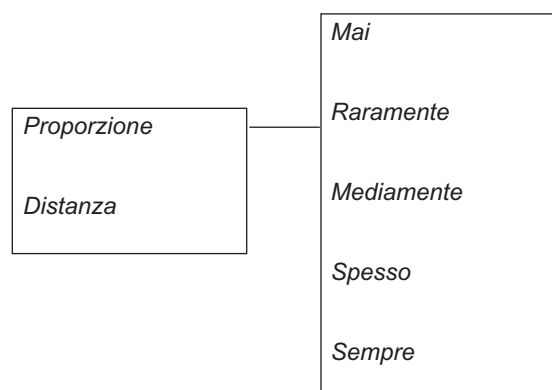 Proporzione
Distanza
Mai
Raramente
Mediamente
Spesso
Sempre